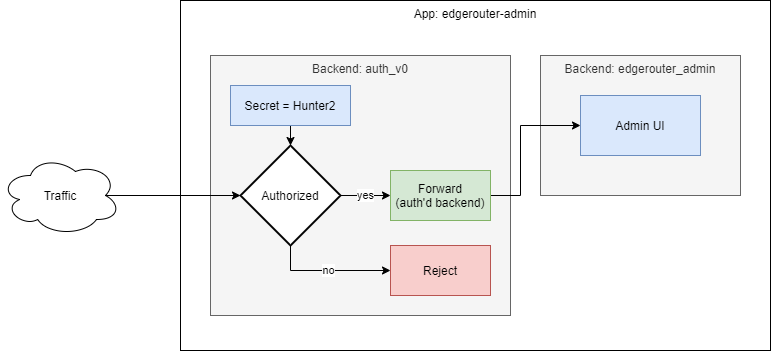 App: edgerouter-admin
Backend: auth_v0
Backend: edgerouter_admin
Secret = Hunter2
Admin UI
Traffic
Authorized
yes
Forward
(auth'd backend)
no
Reject